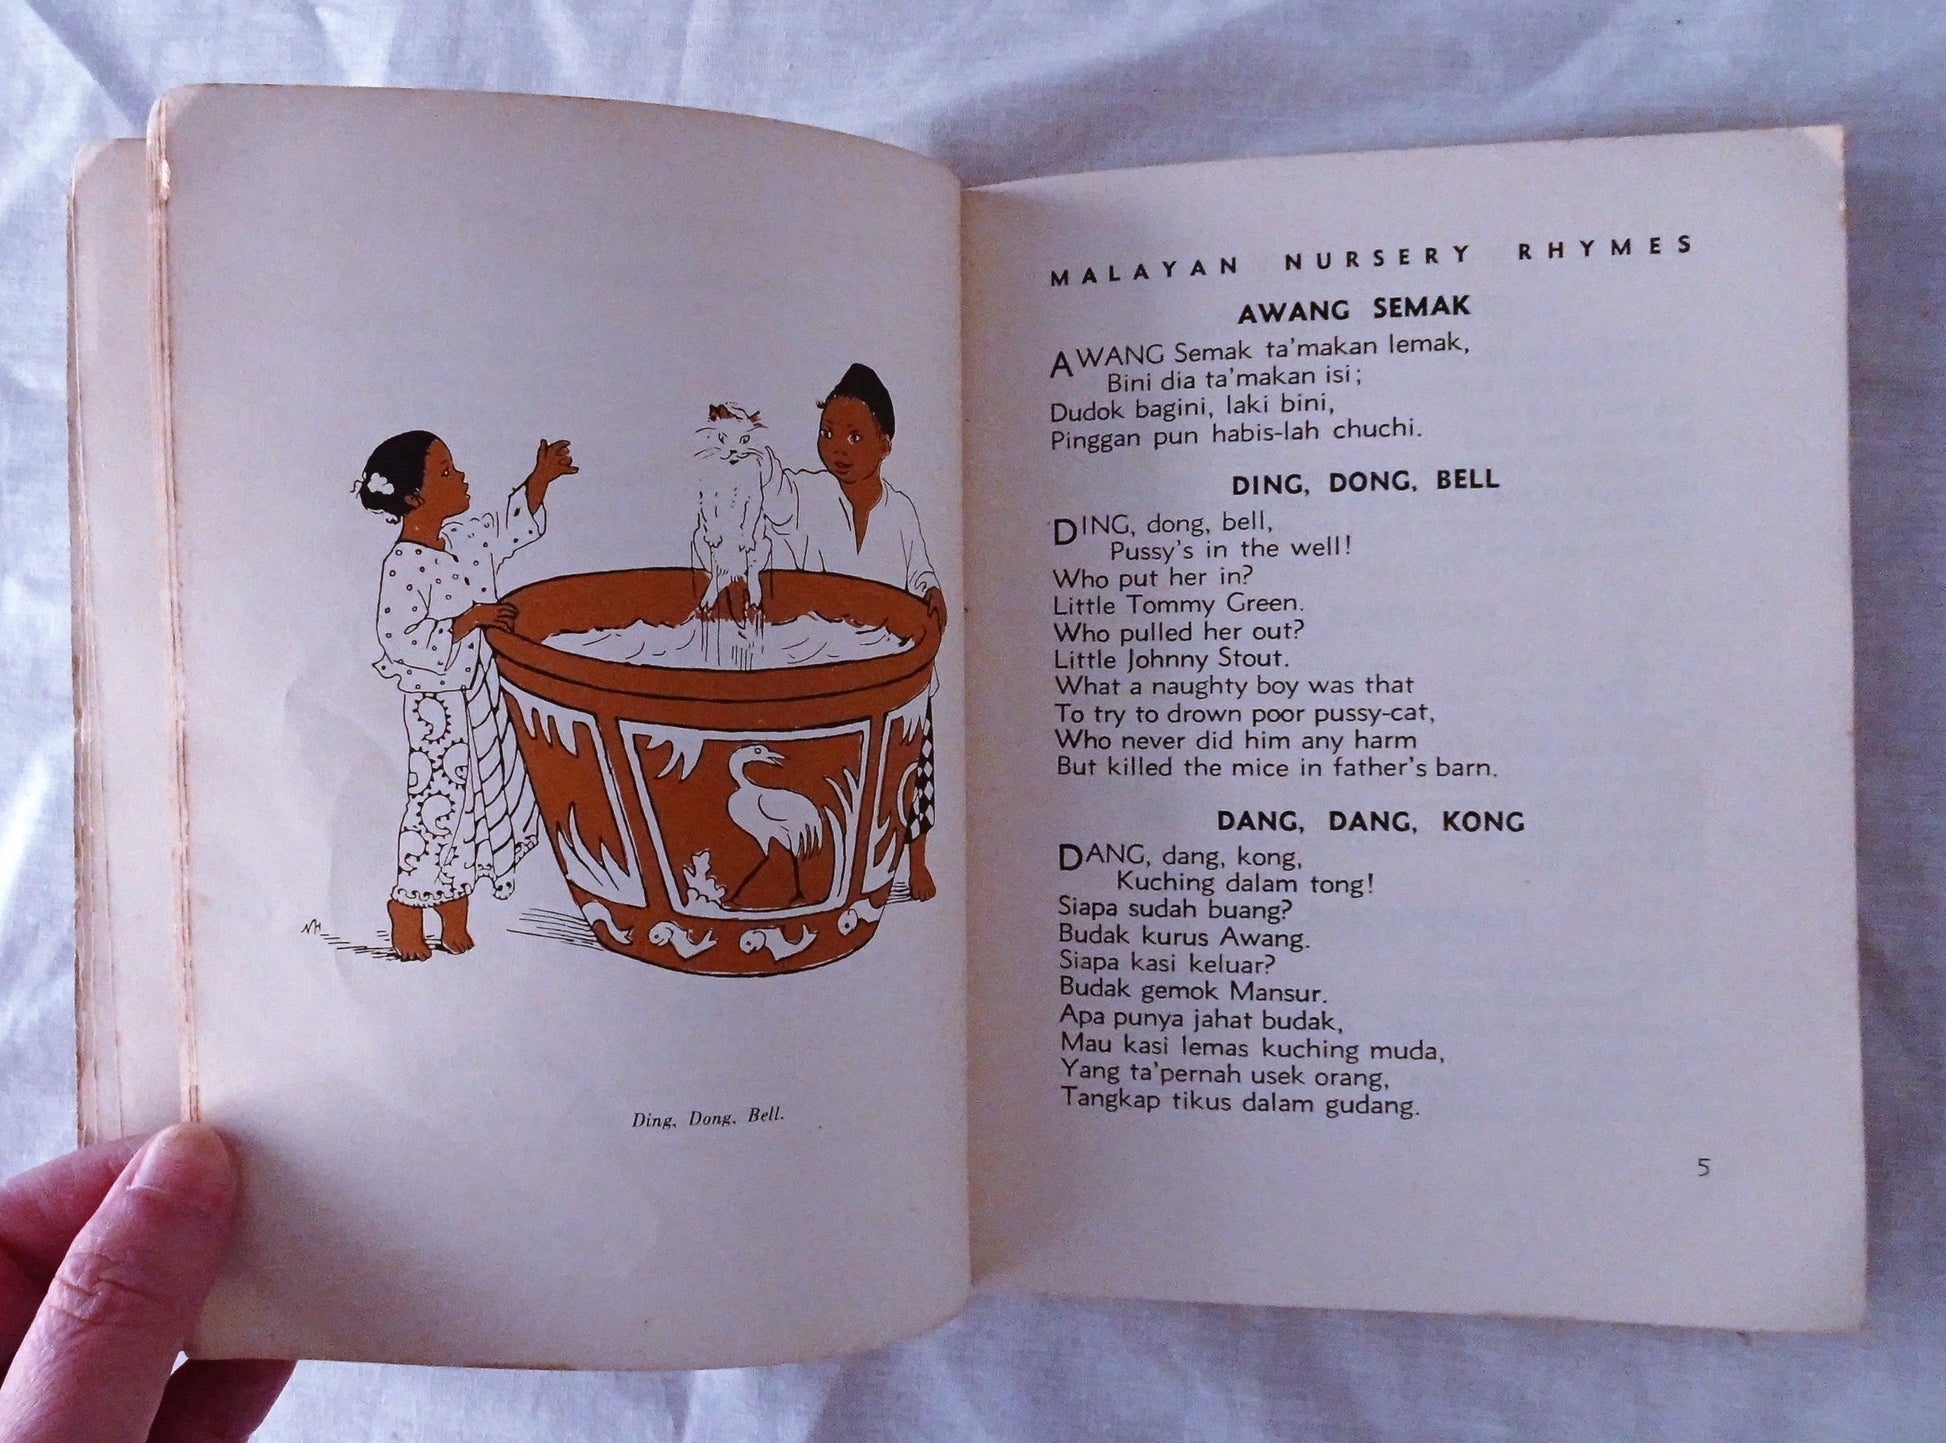 NH
Ding, Dong, Bell.
MALAYAN NURSERY RHYMES
AWANG SEMAK
AWANG Semak ta'makan lemak,
Bini dia ta'makan isi;
Dudok bagini, laki bini,
Pinggan pun habis-lah chuchi.
DING, DONG, BELL
DING, dong, bell,
Pussy's in the well!
Who put her in?
Little Tommy Green.
Who pulled her out?
Little Johnny Stout.
What a naughty boy was that
To try to drown poor pussy-cat,
Who never did him any harm
But killed the mice in father's barn.
DANG, DANG, KONG
DANG, dang, kong,
Kuching dalam tong!
Siapa sudah buang?
Budak kurus Awang.
Siapa kasi keluar?
Budak gemok Mansur.
Apa punya jahat budak,
Mau kasi lemas kuching muda,
Yang ta'pernah usek orang,
Tangkap tikus dalam gudang.
5